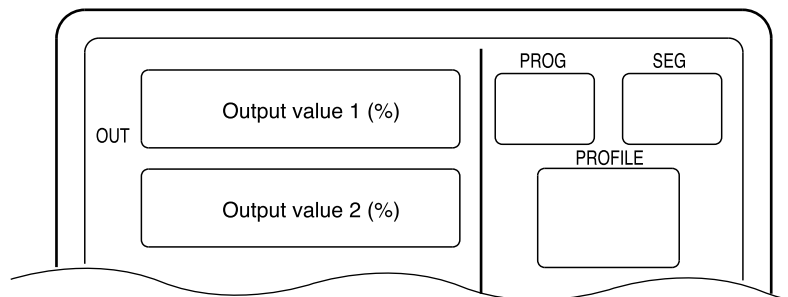 PROG
SEG
Output value 1 (%)
OUT
PROFILE
Output value 2 (%)